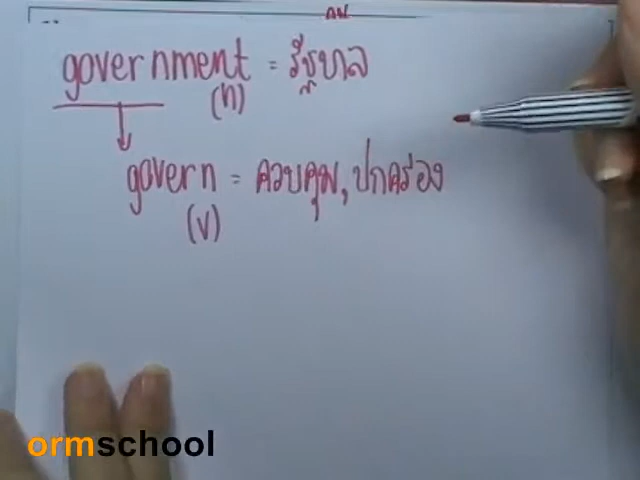 government = รัฐบาล
(n)
govern = ควบคุม, ปกครอง
(v)
ormschool